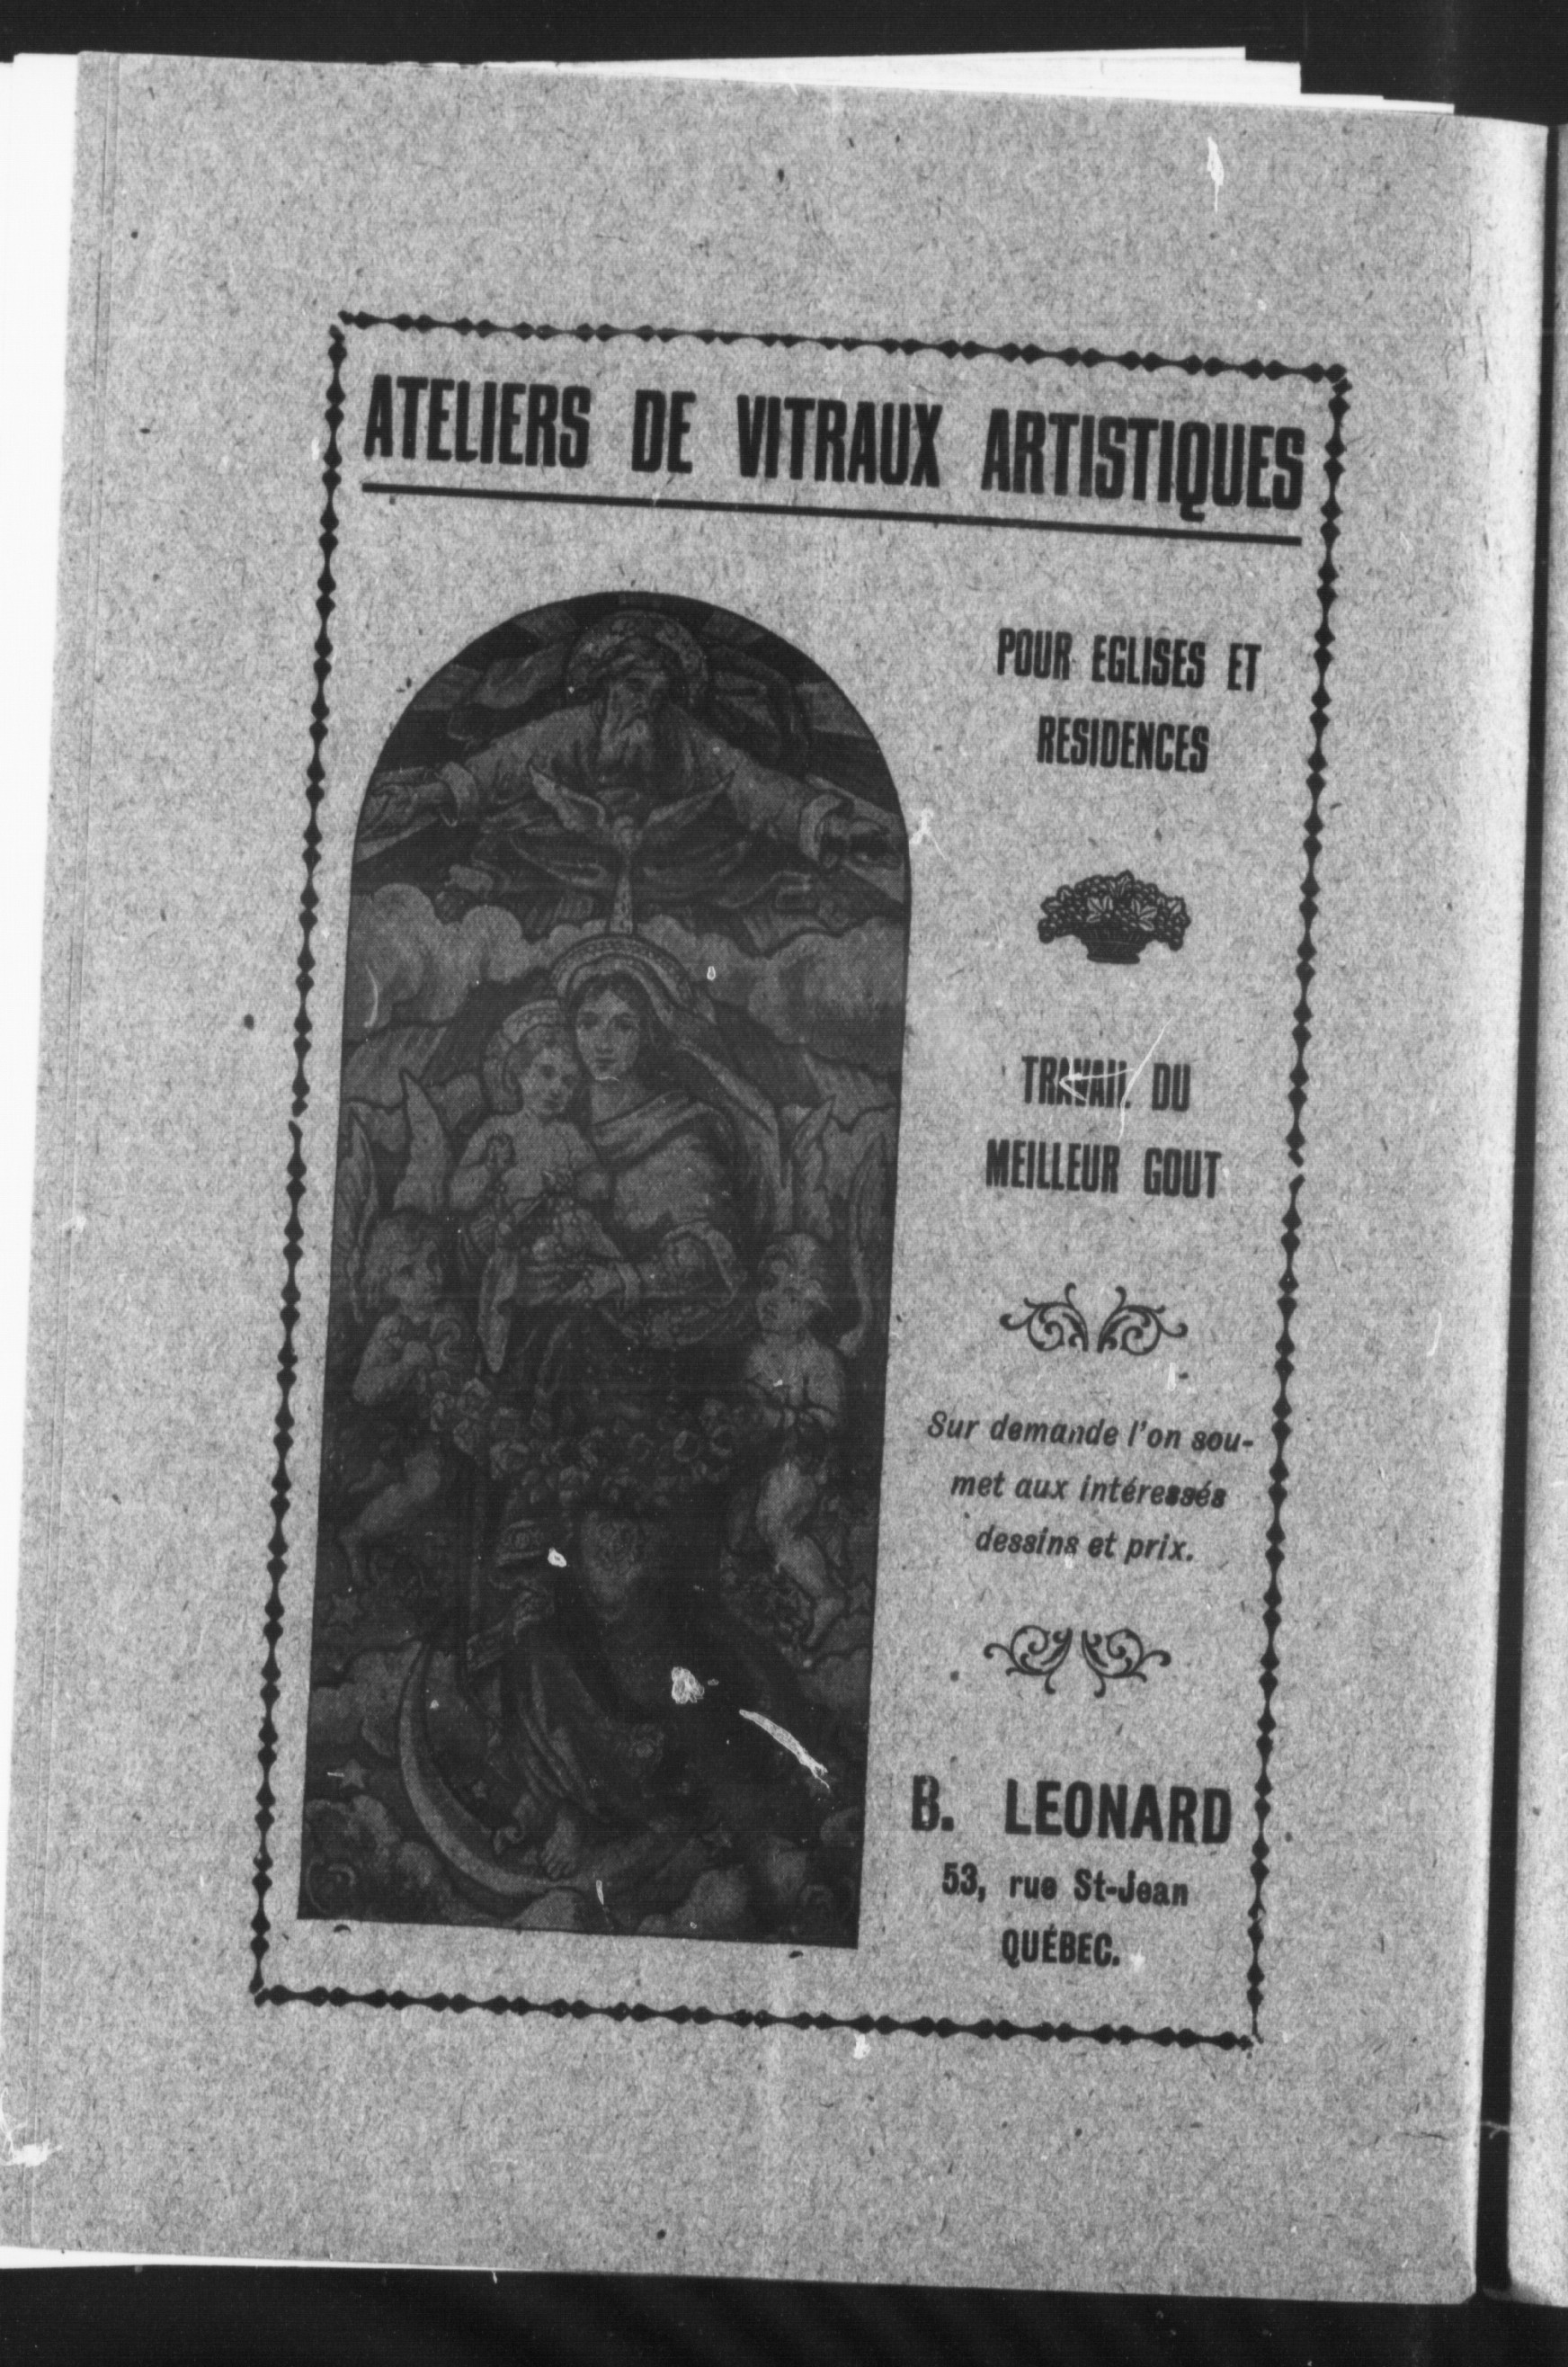 ATELIERS DE VITRAUX ARTISTIQUES
POUR EGLISES ET
RESIDENCES
TRAVAIL DU
MEILLEUR GOUT
Sur demande l'on sou-
met aux intéressés
dessins et prix.
B. LEONARD
53, rue St-Jean
QUÉBEC.